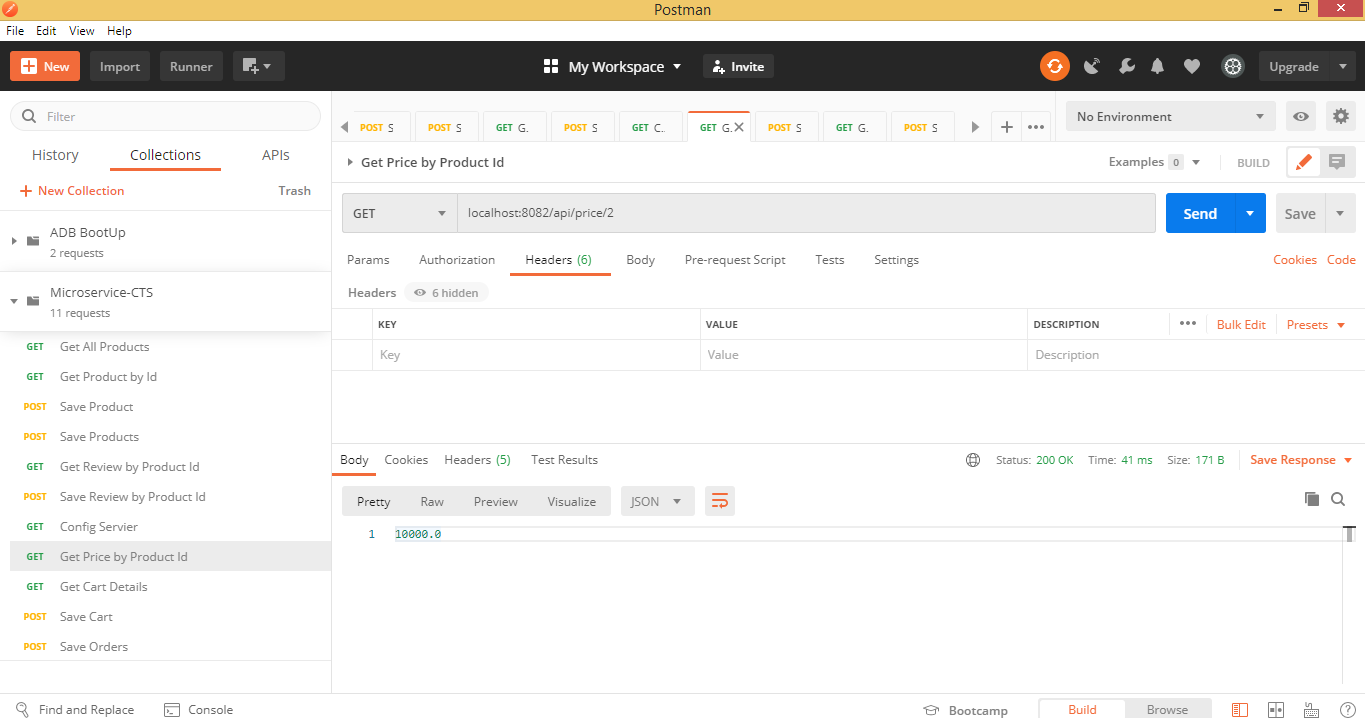 Postman
File Edit View Help
New Import Runner My Workspace Invite Upgrade
Filter
History Collections APIs
New Collection Trash
ADB BootUp
2 requests
Microservice-CTS
11 requests
GET Get All Products
GET Get Product by Id
POST Save Product
POST Save Products
GET Get Review by Product Id
POST Save Review by Product Id
GET Config Servier
GET Get Price by Product Id
GET Get Cart Details
POST Save Cart
POST Save Orders
POST S POST S GET G. POST S GET C.. GET G. POST S GET G. POST S
No Environment
Get Price by Product Id Examples 0 BUILD
GET localhost:8082/api/price/2 Send Save
Params Authorization Headers (6) Body Pre-request Script Tests Settings Cookies Code
Headers 6 hidden
KEY VALUE DESCRIPTION Bulk Edit Presets
Key Value Description
Body Cookies Headers (5) Test Results Status: 200 OK Time: 41 ms Size: 171 B Save Response
Pretty Raw Preview Visualize JSON
1 10000.0
Find and Replace Console Bootcamp Build Browse